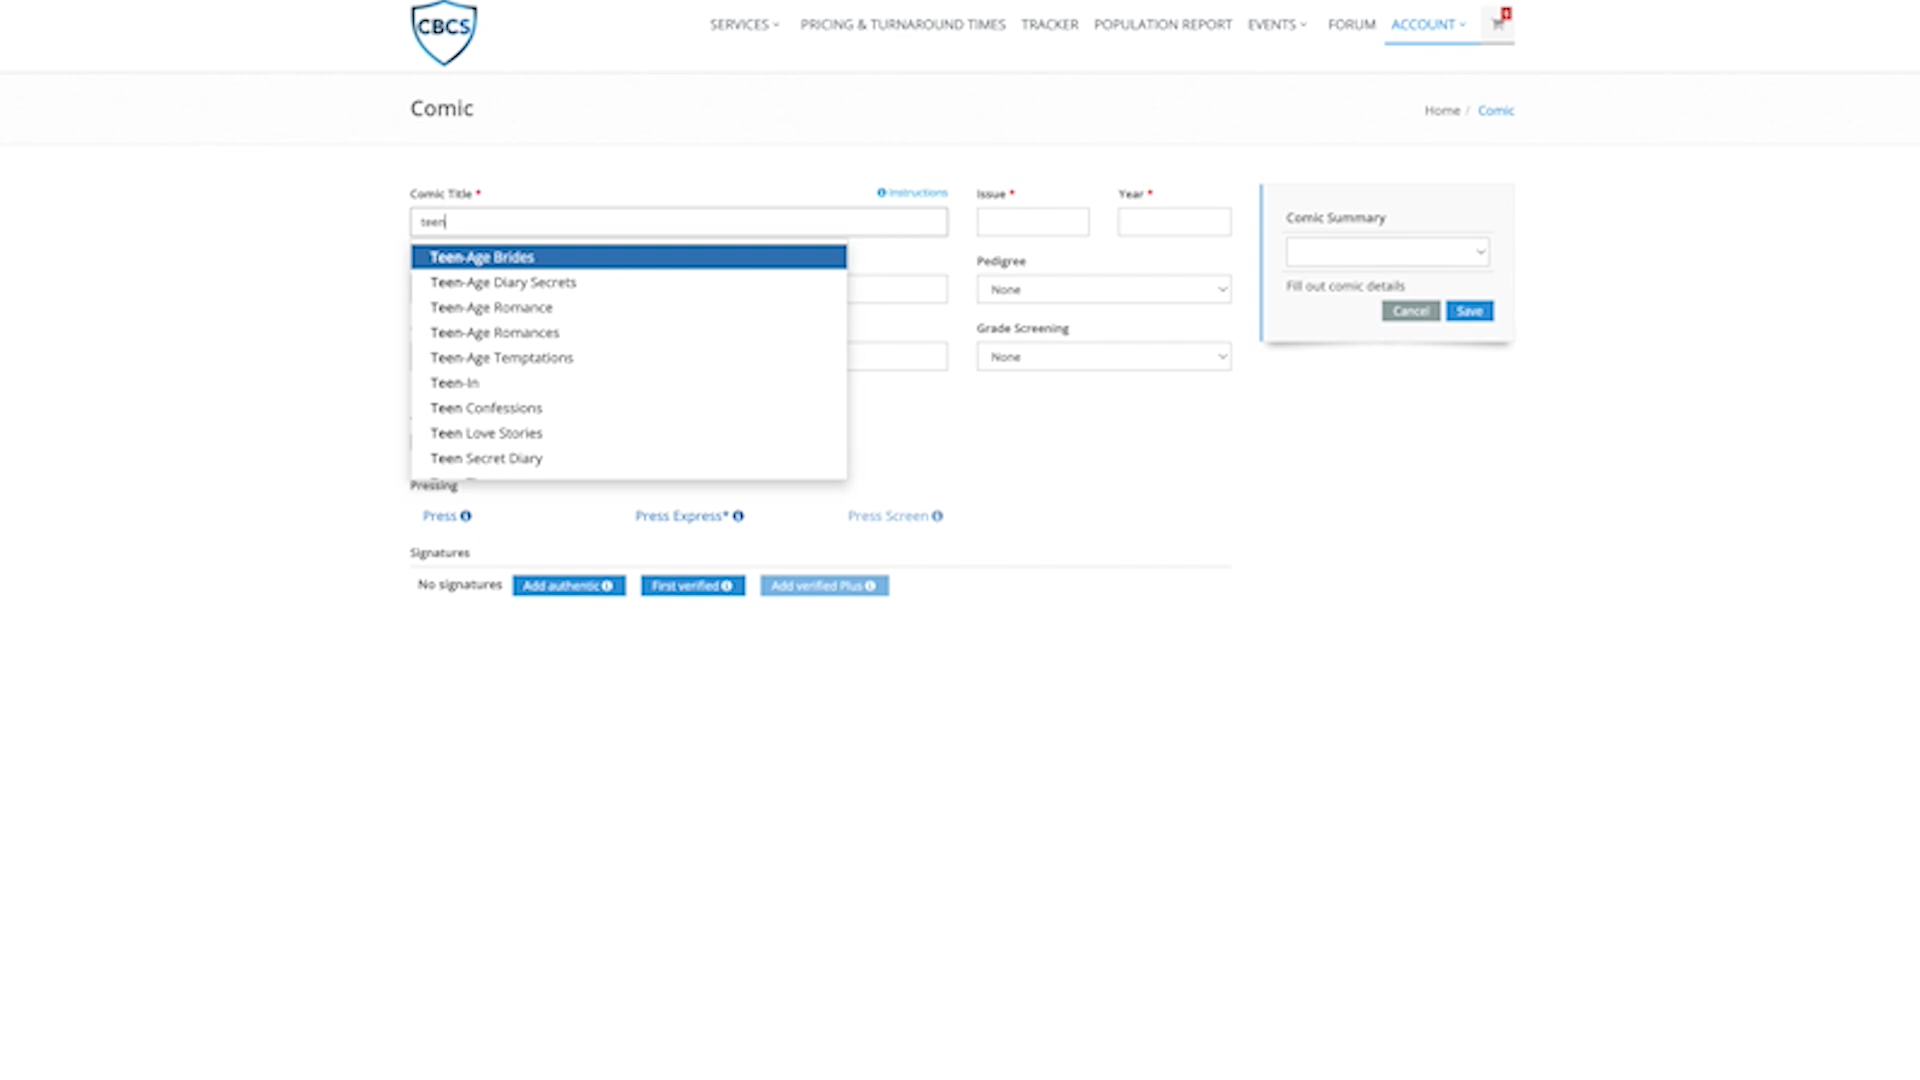 CBCS
SERVICES PRICING & TURNAROUND TIMES TRACKER POPULATION REPORT EVENTS FORUM ACCOUNT
Comic
Home / Comic
Comic Title * Instructions Issue * Year *
teen
Comic Summary
Teen-Age Brides
Teen-Age Diary Secrets
Teen-Age Romance
Teen-Age Romances
Teen-Age Temptations
Teen-In
Teen Confessions
Teen Love Stories
Teen Secret Diary
Pedigree
None
Grade Screening
None
Fill out comic details
Cancel Save
Pressing
Press Press Express* Press Screen
Signatures
No signatures Add authentic First verified Add verified Plus